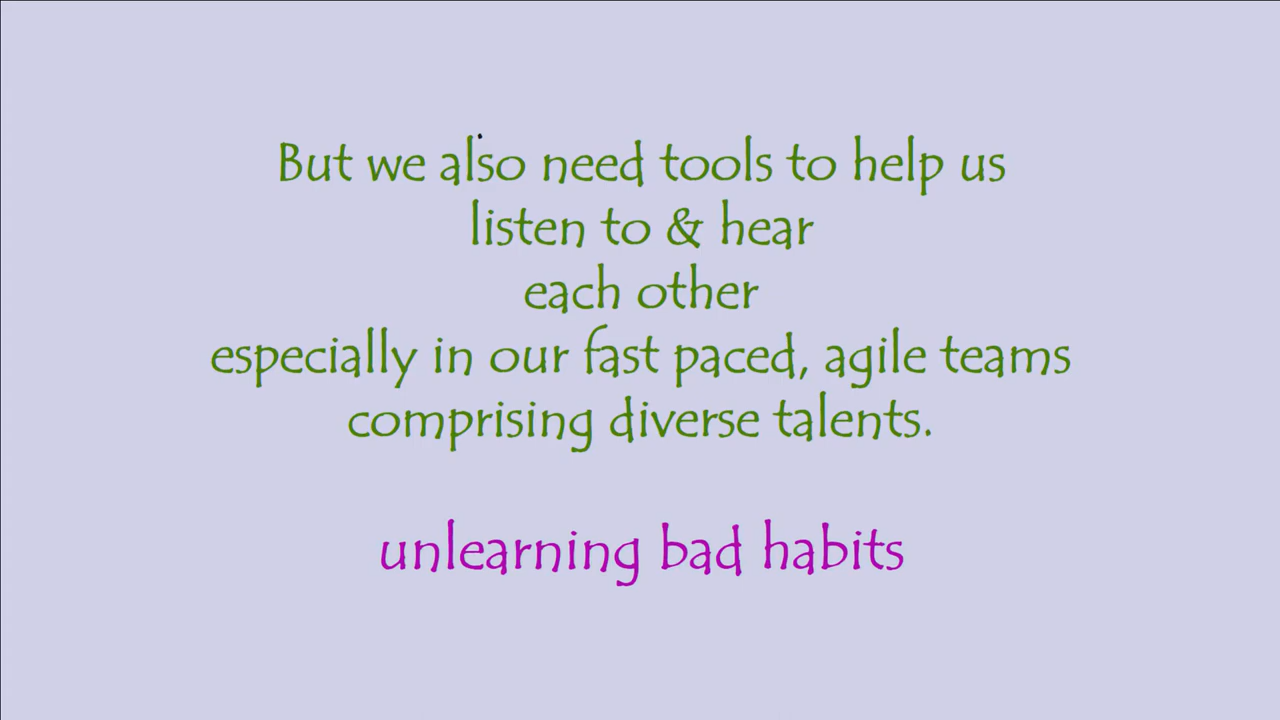 But we also need tools to help us
listen to & hear
each other
especially in our fast paced, agile teams
comprising diverse talents.
unlearning bad habits